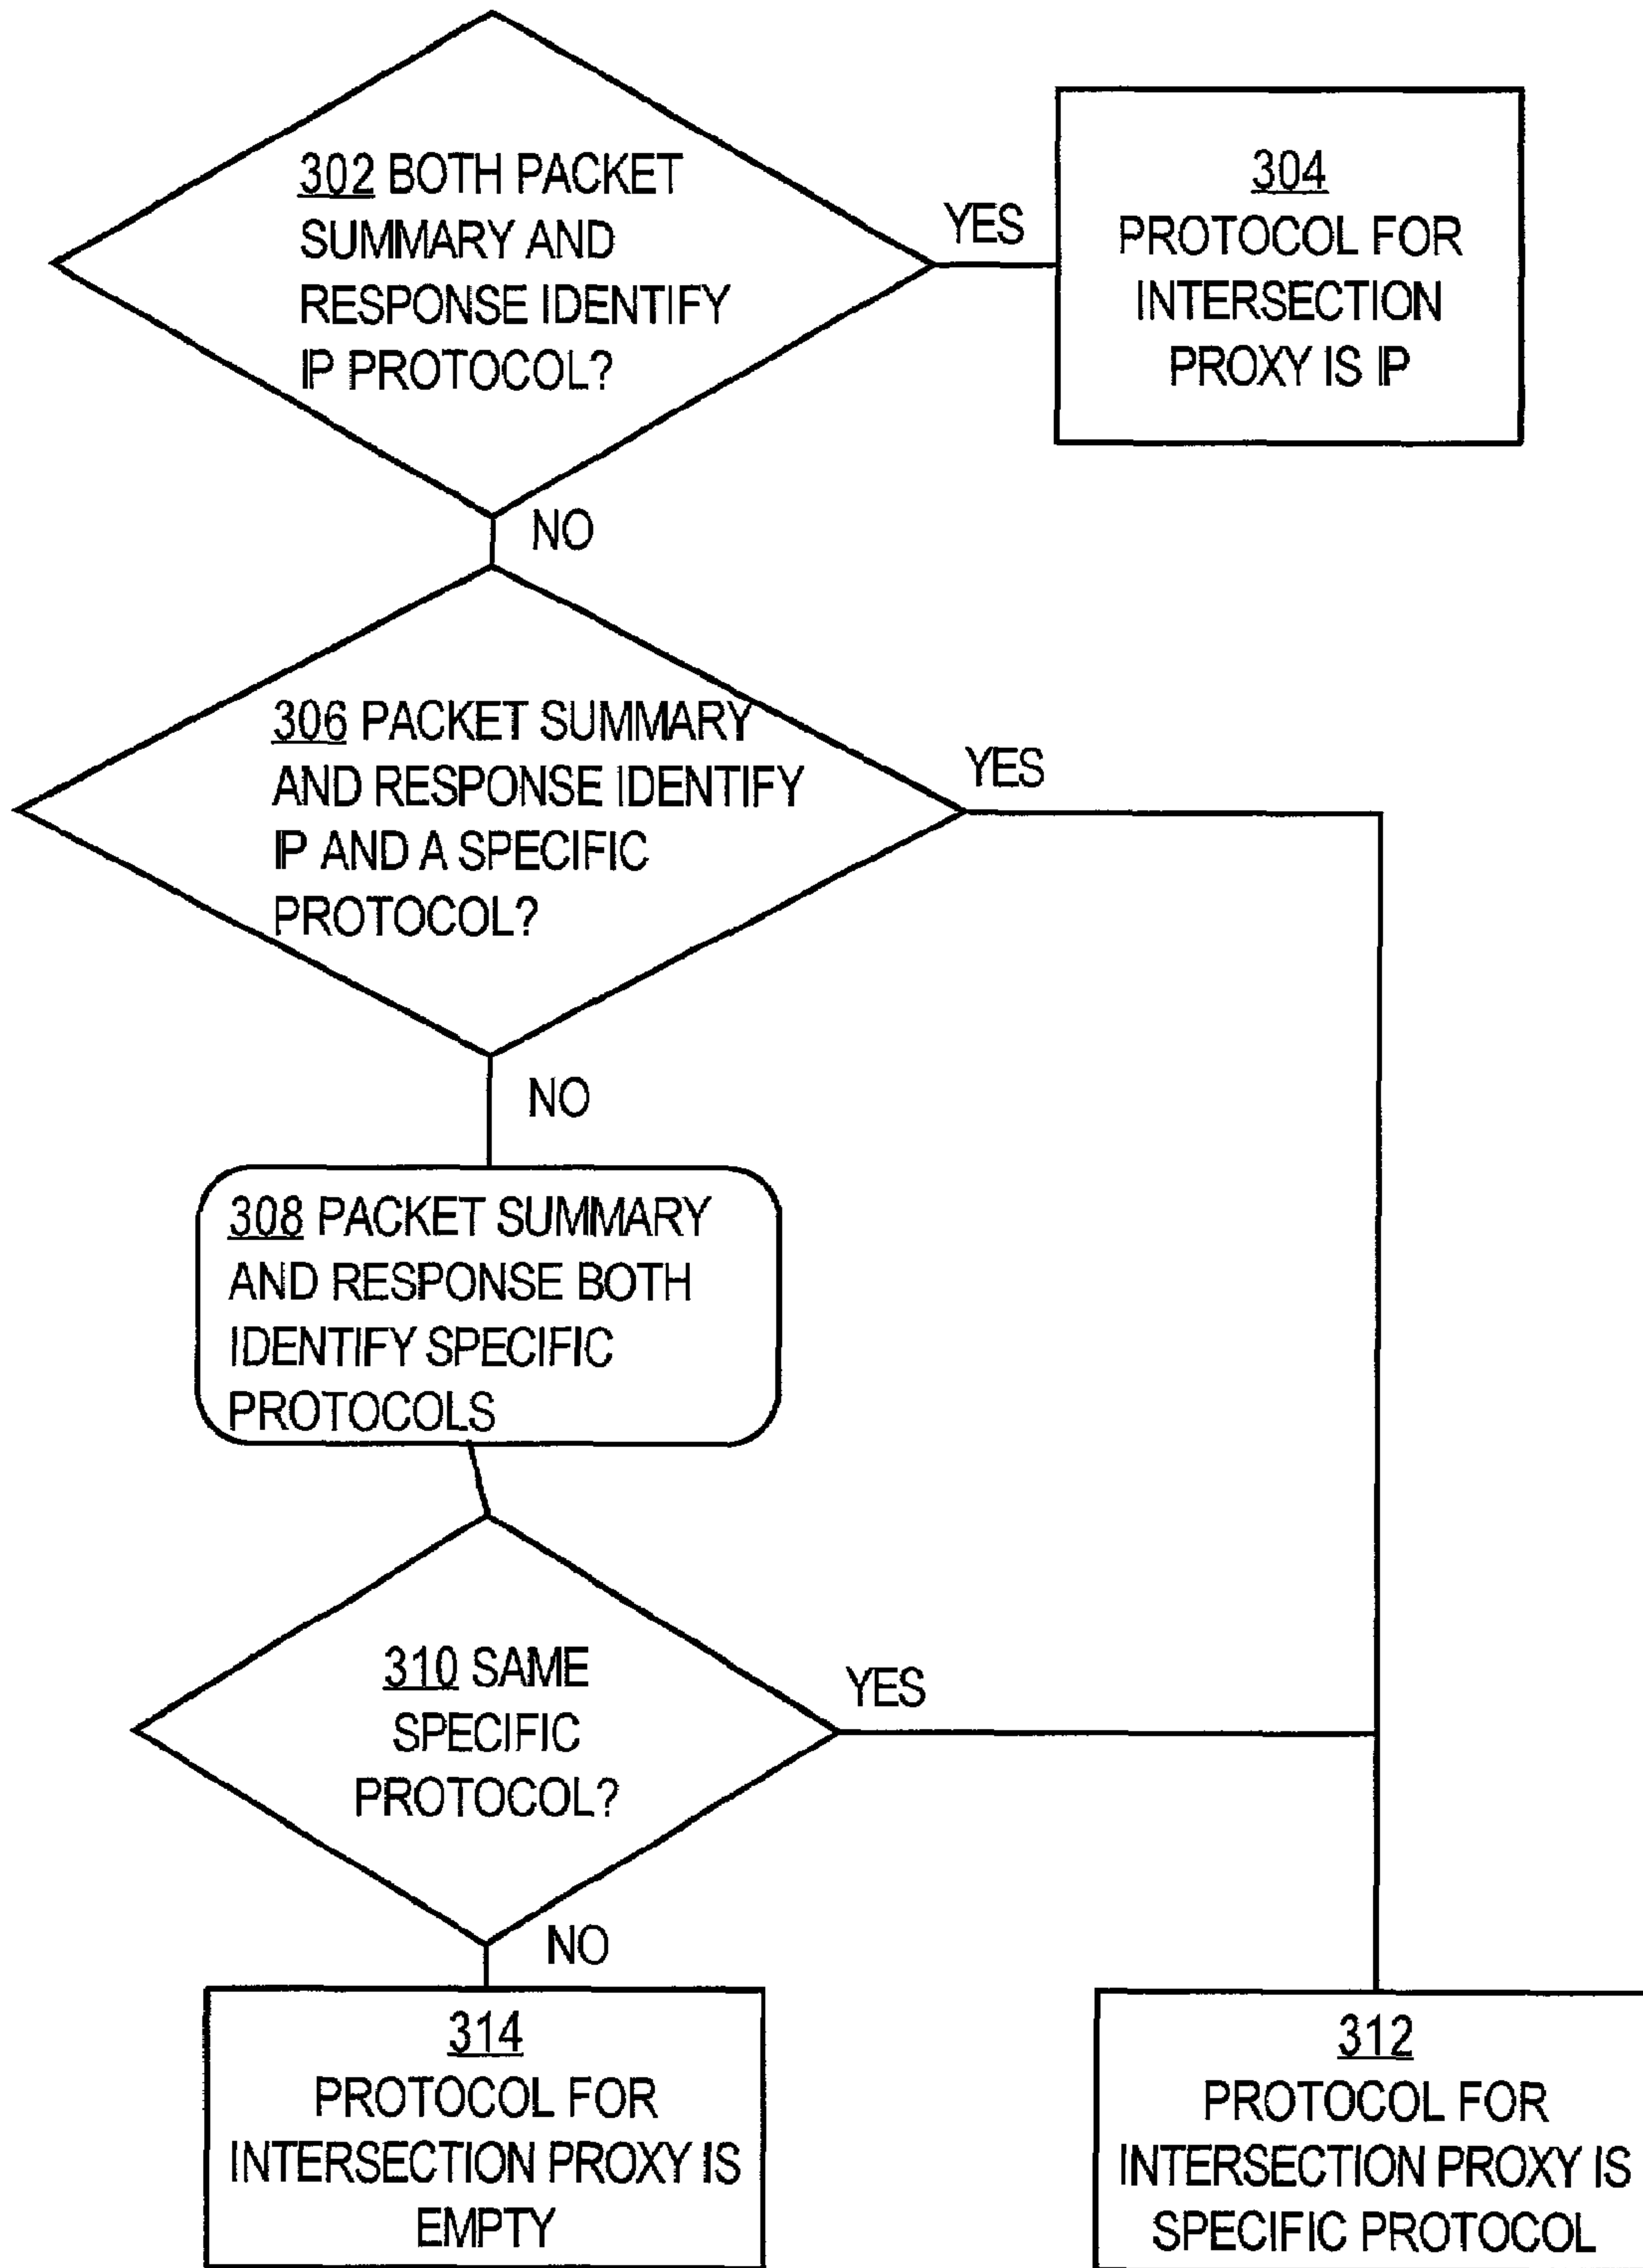 302 BOTH PACKET
SUMMARY AND
RESPONSE IDENTIFY
IP PROTOCOL?
YES
304
PROTOCOL FOR
INTERSECTION
PROXY IS IP
NO
306 PACKET SUMMARY
AND RESPONSE IDENTIFY
IP AND A SPECIFIC
PROTOCOL?
YES
NO
308 PACKET SUMMARY
AND RESPONSE BOTH
IDENTIFY SPECIFIC
PROTOCOLS
310 SAME
SPECIFIC
PROTOCOL?
YES
NO
314
PROTOCOL FOR
INTERSECTION PROXY IS
EMPTY
312
PROTOCOL FOR
INTERSECTION PROXY IS
SPECIFIC PROTOCOL